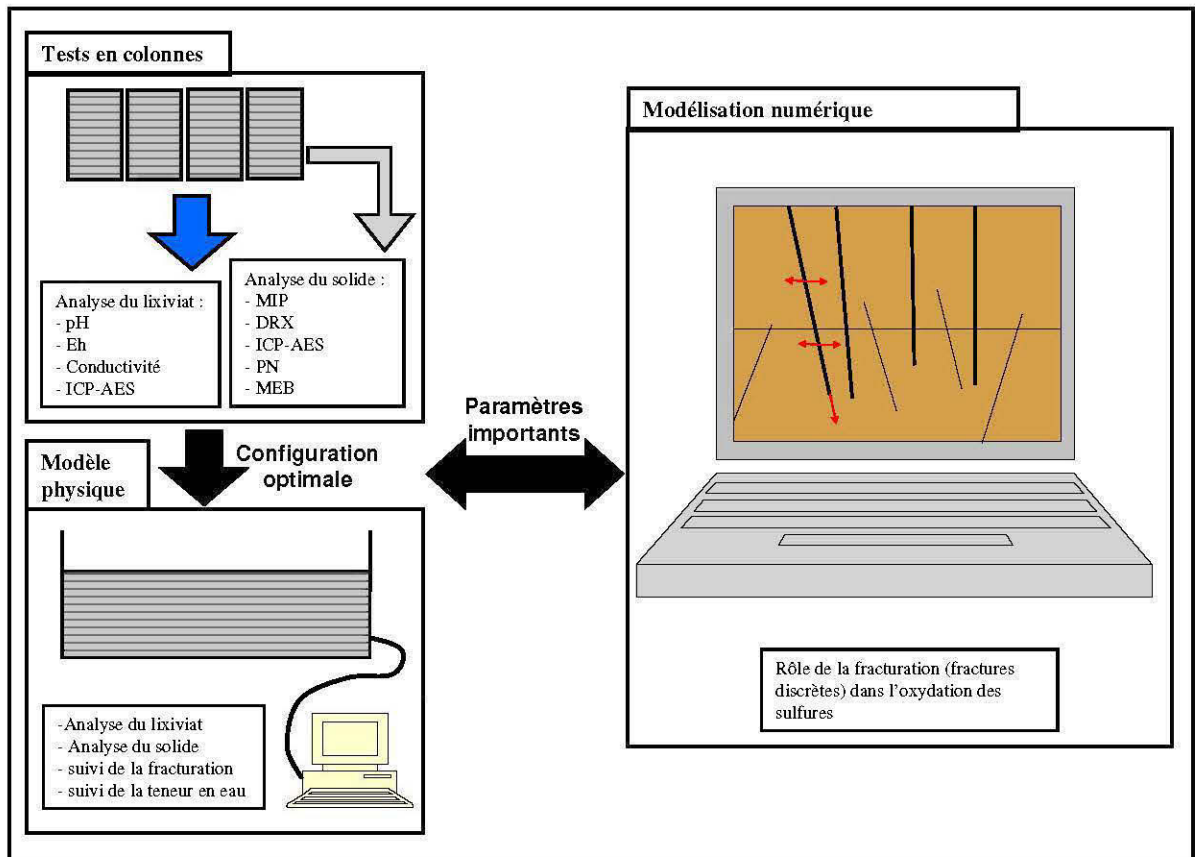 Tests en colonnes
Analyse du lixiviat :
- pH
- Eh
- Conductivité
- ICP-AES
Analyse du solide :
- MIP
- DRX
- ICP-AES
- PN
- MEB
Configuration
optimale
Modèle
physique
-Analyse du lixiviat
- Analyse du solide
- suivi de la fracturation
- suivi de la teneur en eau
Paramètres
importants
Modélisation numérique
Rôle de la fracturation (fractures
discrètes) dans l'oxydation des
sulfures